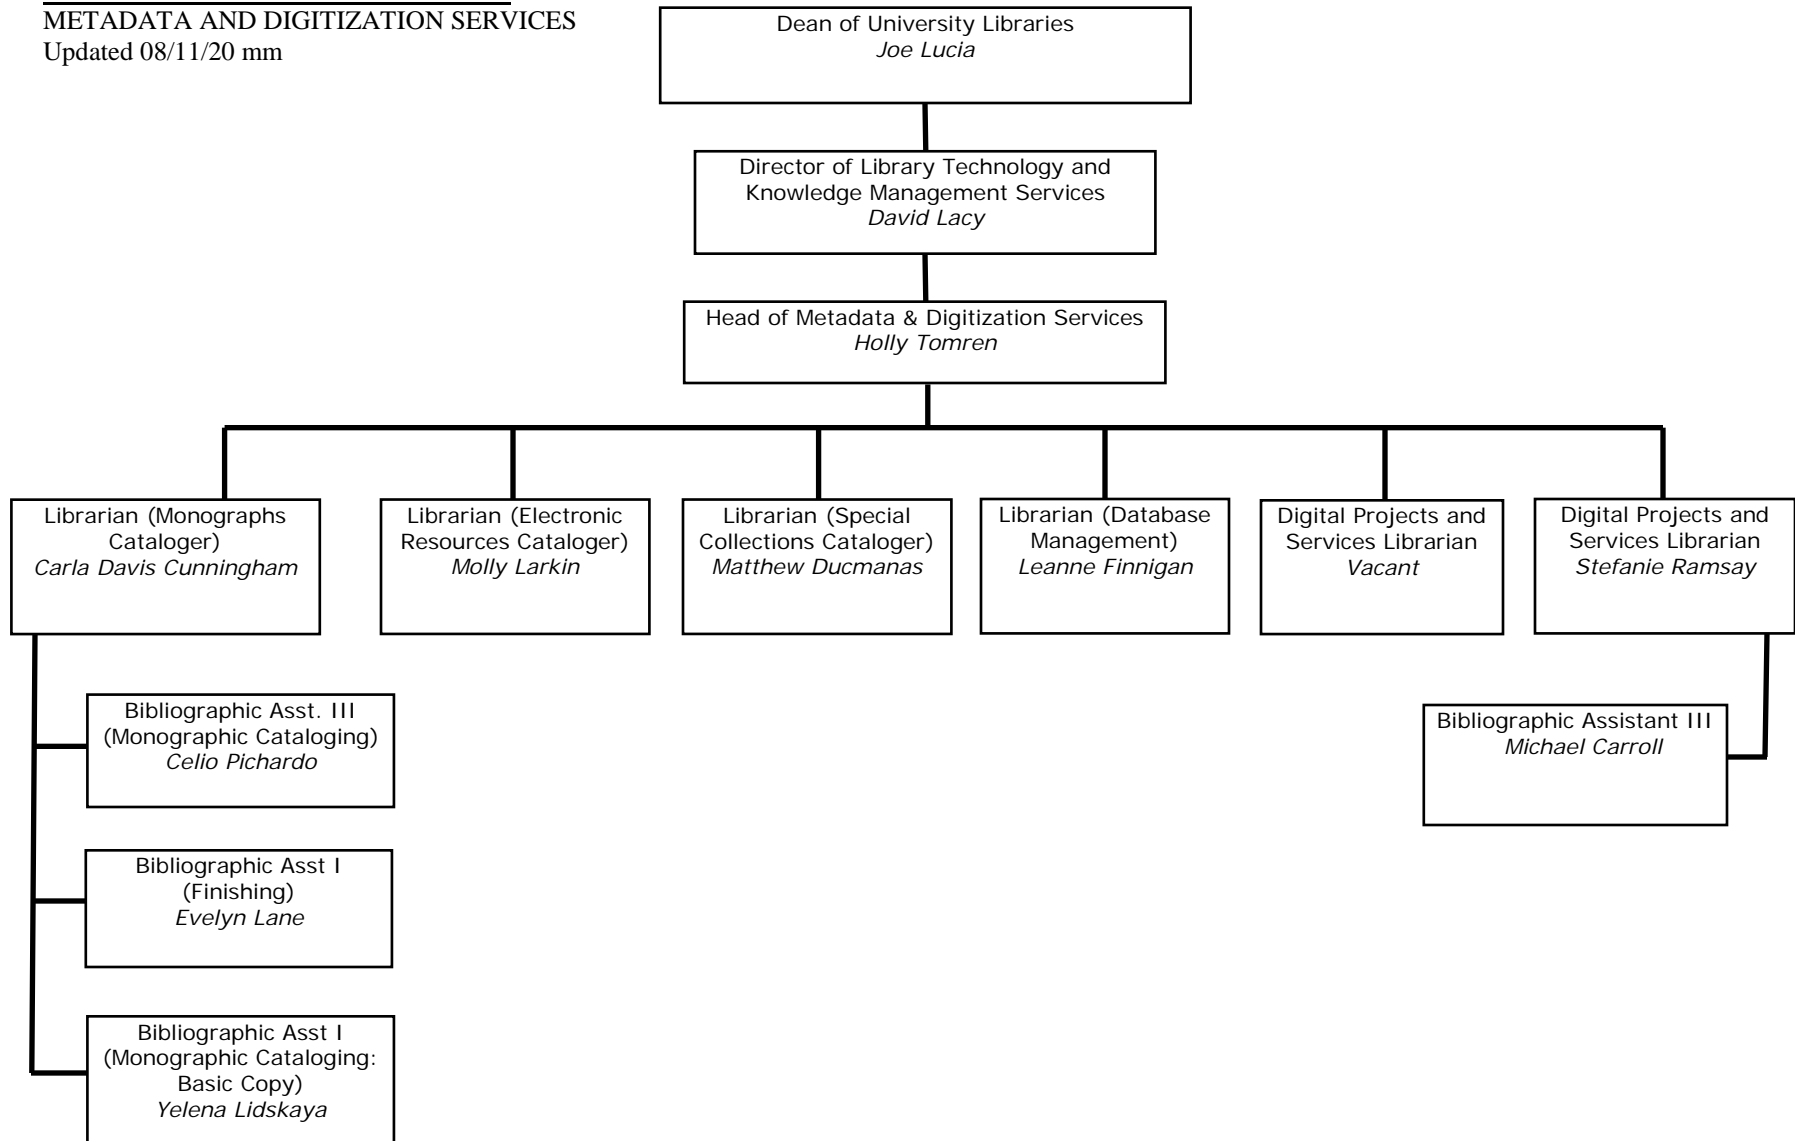 METADATA AND DIGITIZATION SERVICES
Updated 08/11/20 mm
Dean of University Libraries
Joe Lucia
Director of Library Technology and
Knowledge Management Services
David Lacy
Head of Metadata & Digitization Services
Holly Tomren
Librarian (Monographs
Cataloger)
Carla Davis Cunningham
Librarian (Electronic
Resources Cataloger)
Molly Larkin
Librarian (Special
Collections Cataloger)
Matthew Ducmanas
Librarian (Database
Management)
Leanne Finnigan
Digital Projects and
Services Librarian
Vacant
Digital Projects and
Services Librarian
Stefanie Ramsay
Bibliographic Asst. III
(Monographic Cataloging)
Celio Pichardo
Bibliographic Assistant III
Michael Carroll
Bibliographic Asst I
(Finishing)
Evelyn Lane
Bibliographic Asst I
(Monographic Cataloging:
Basic Copy)
Yelena Lidskaya